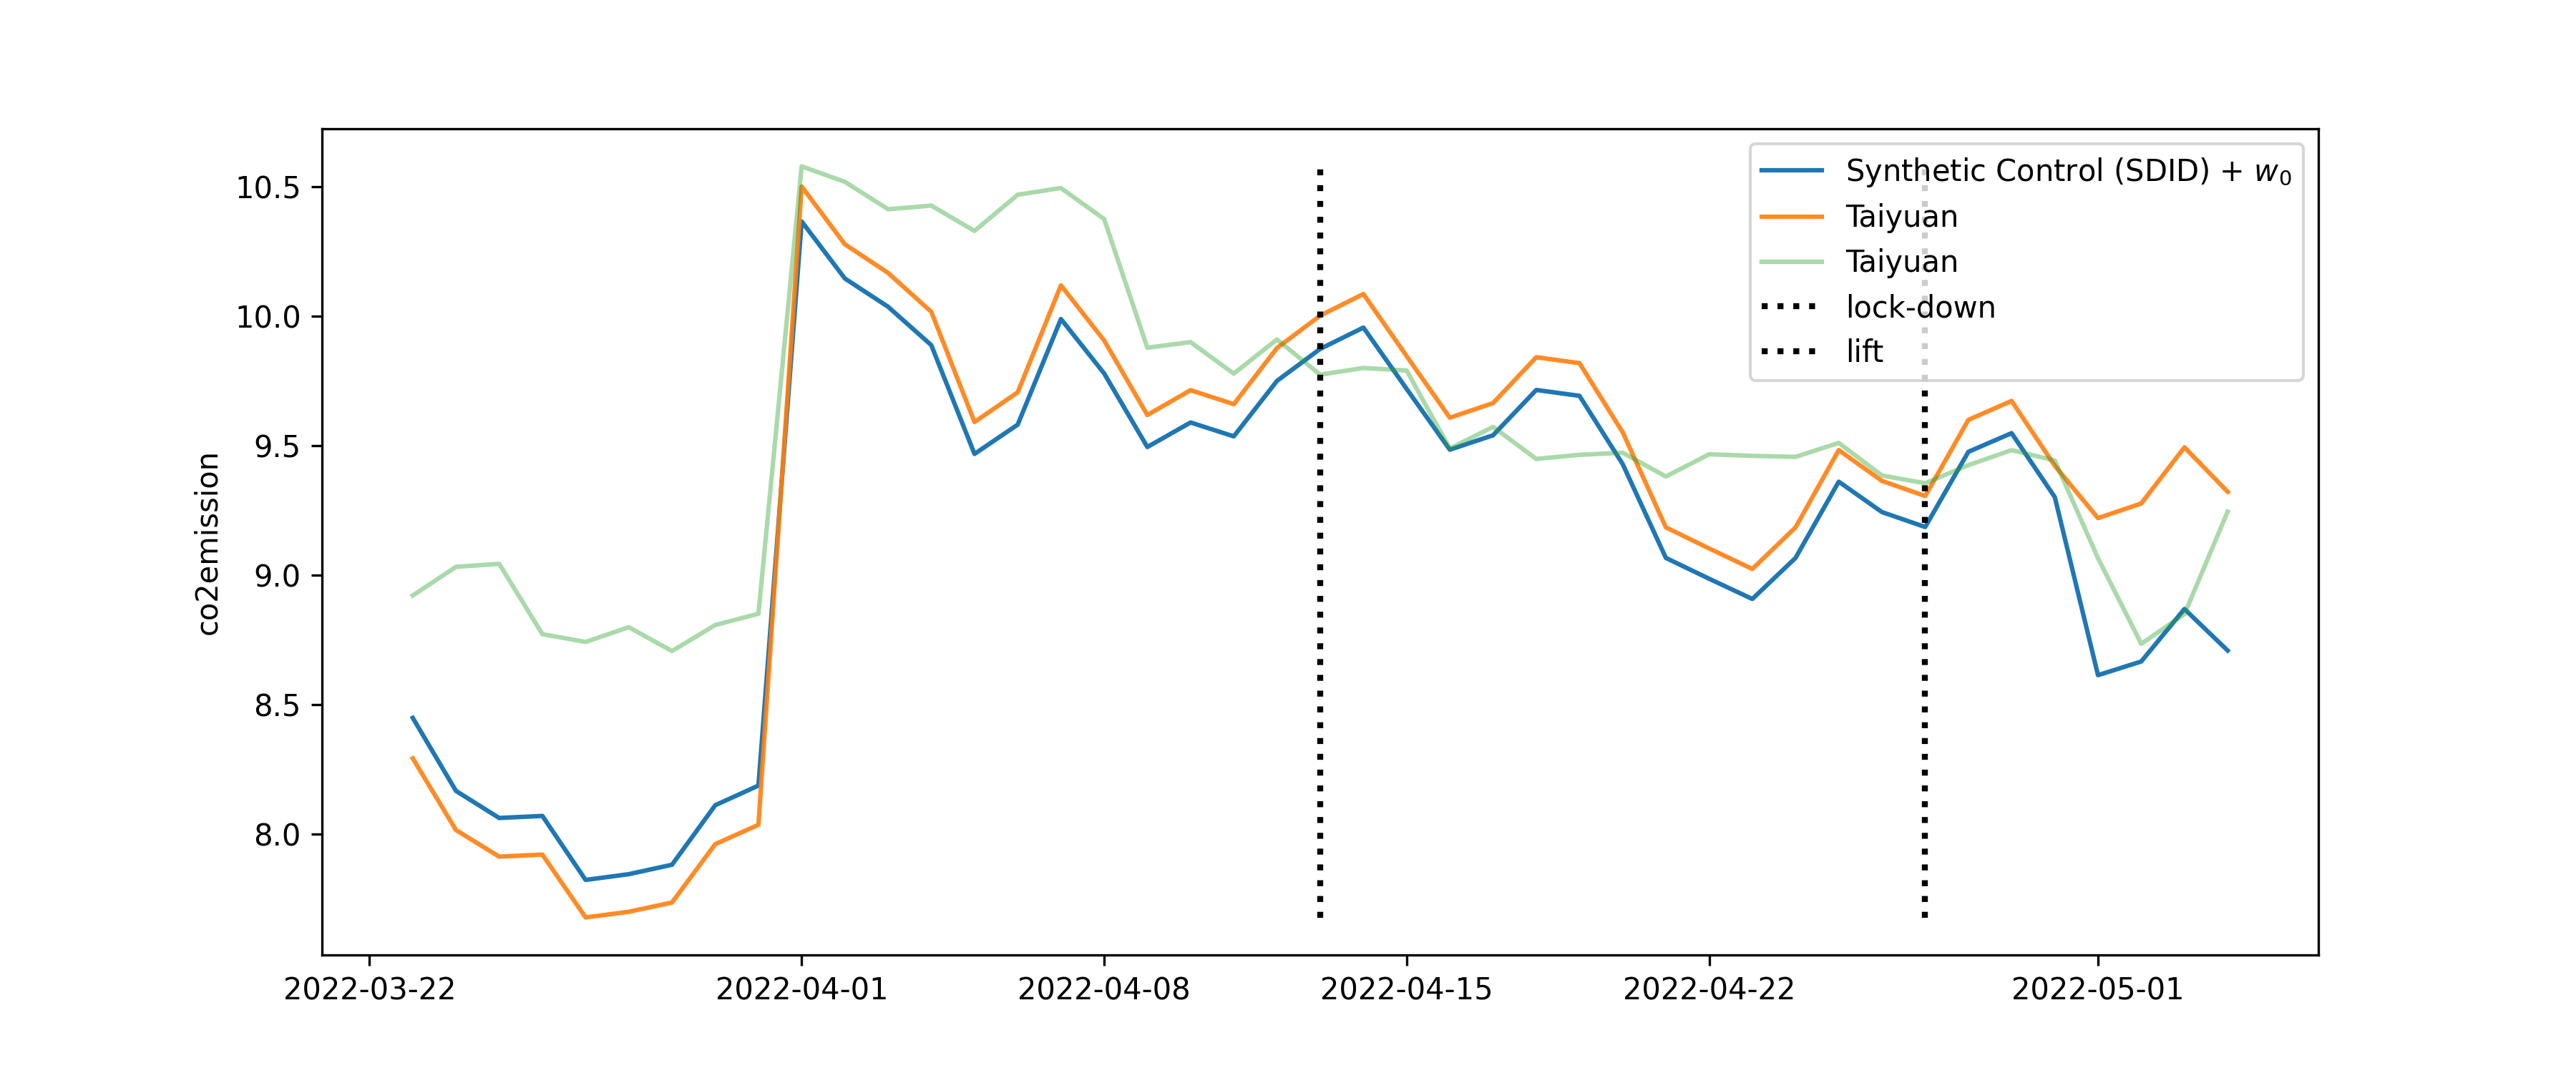 Synthetic Control (SDID) + w₀
Taiyuan
Taiyuan
lock-down
lift
co2emission
10.5
10.0
9.5
9.0
8.5
8.0
2022-03-22
2022-04-01
2022-04-08
2022-04-15
2022-04-22
2022-05-01